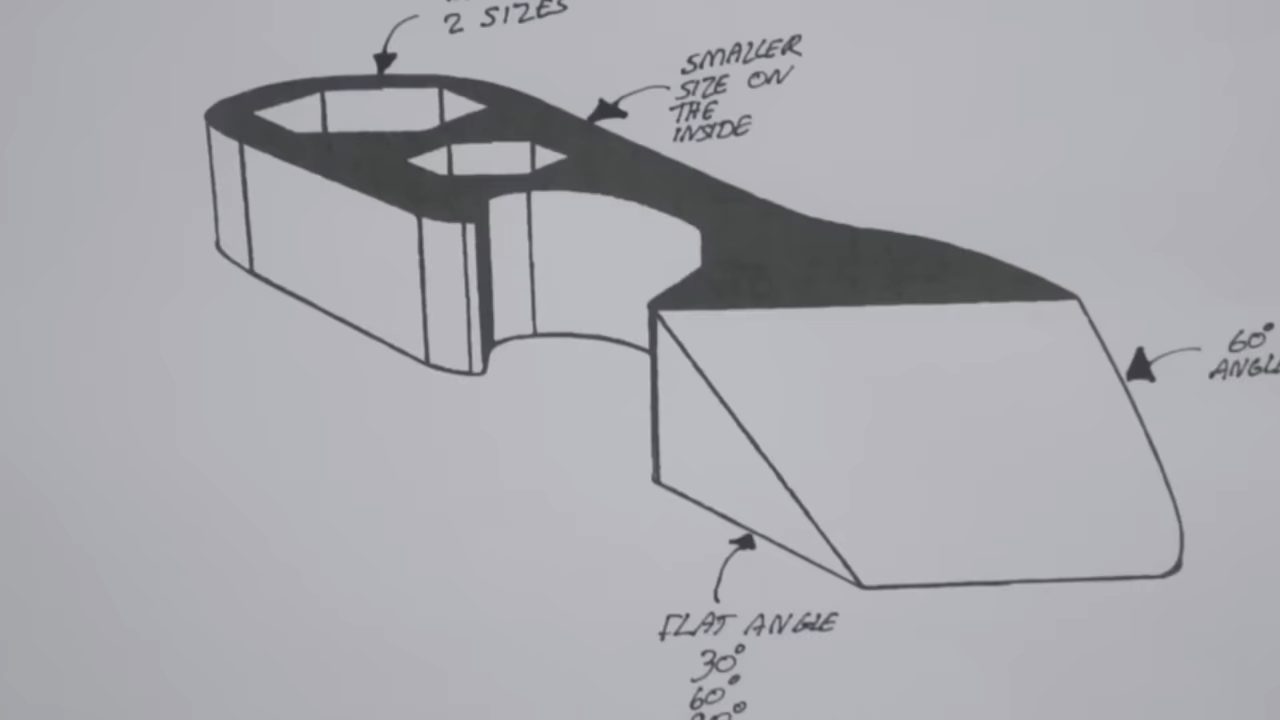 2 SIZES
SMALLER
SIZE ON
THE
INSIDE
60°
FLAT ANGLE
30°
60°